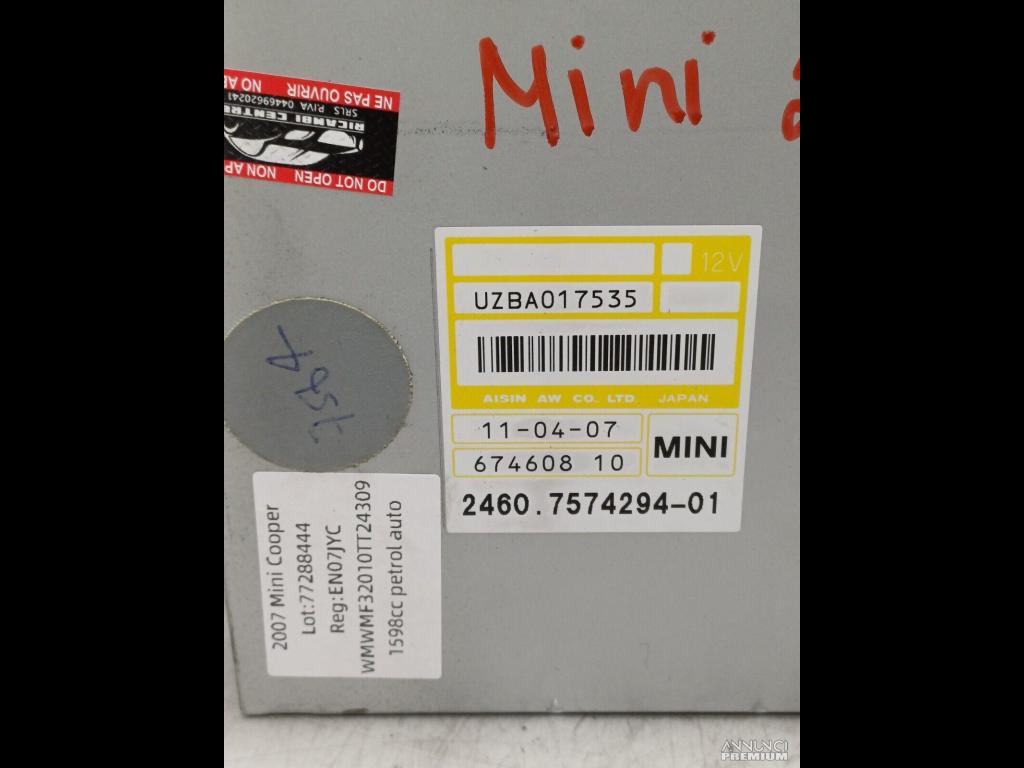 Mini
NE PAS OUVRIR NO AP
RICAMBI CENTRE
SRLS P.IVA 04469620241
DO NOT OPEN NON AP
12V
UZBA017535
AISIN AW CO., LTD. JAPAN
11-04-07
674608 10
MINI
2460.7574294-01
2007 Mini Cooper
Lot:77288444
Reg:EN07JYC
WMWMF32010TT24309
1598cc petrol auto
ANNUNCI
PREMIUM